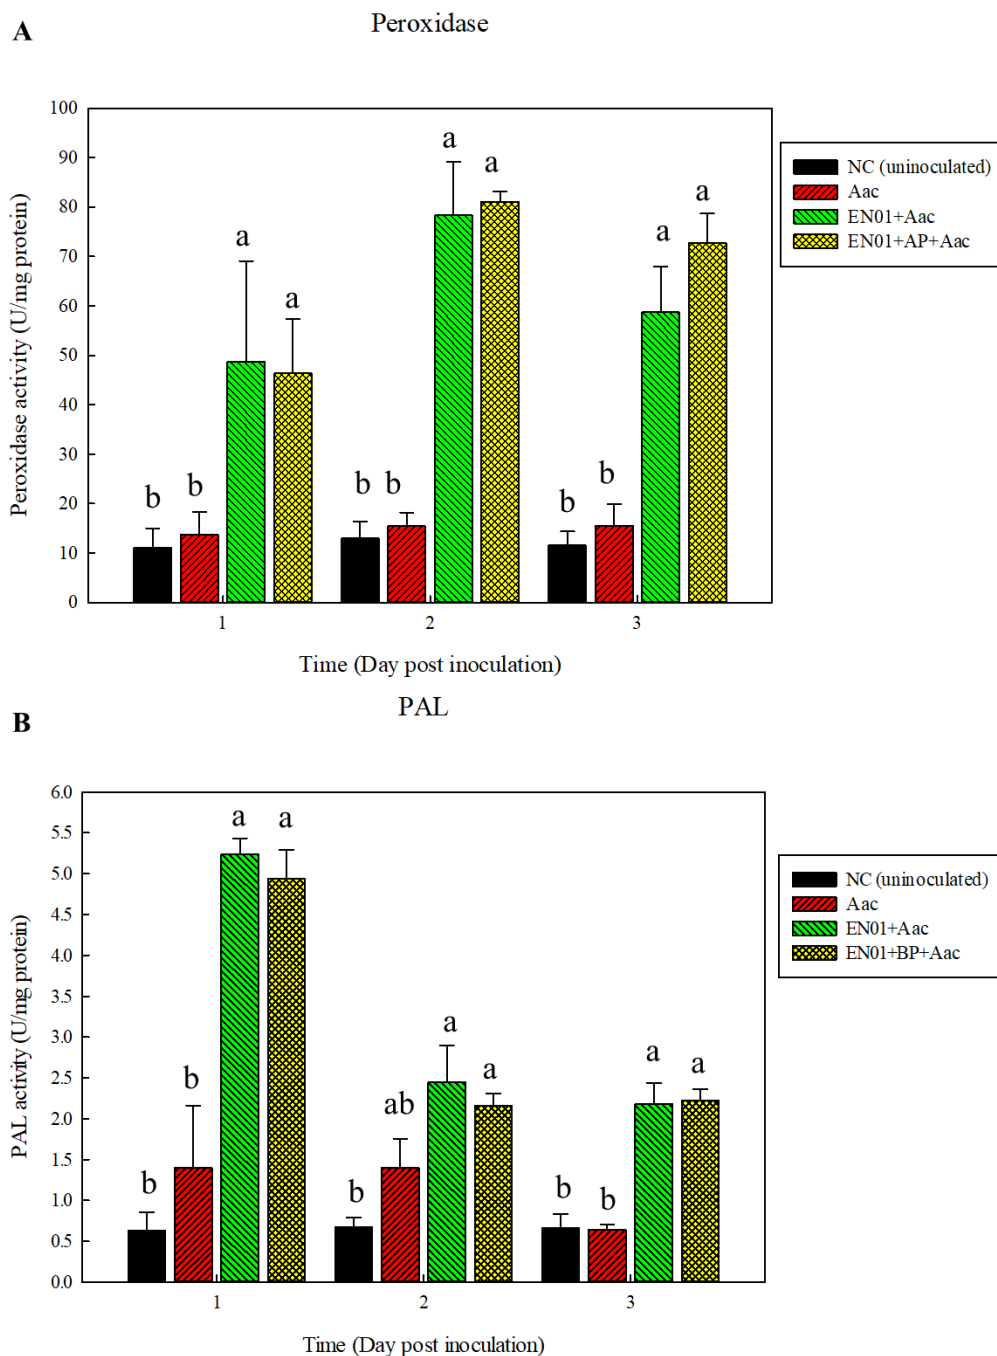 A
Peroxidase
100
90
80
70
60
50
40
30
20
10
0
Peroxidase activity (U/mg protein)
b b a a
b b a a
b b a a
1 2 3
Time (Day post inoculation)
NC (uninoculated)
Aac
EN01+Aac
EN01+AP+Aac
B
PAL
6.0
5.5
5.0
4.5
4.0
3.5
3.0
2.5
2.0
1.5
1.0
0.5
0.0
PAL activity (U/mg protein)
b b a a
b ab a a
b b a a
1 2 3
Time (Day post inoculation)
NC (uninoculated)
Aac
EN01+Aac
EN01+BP+Aac